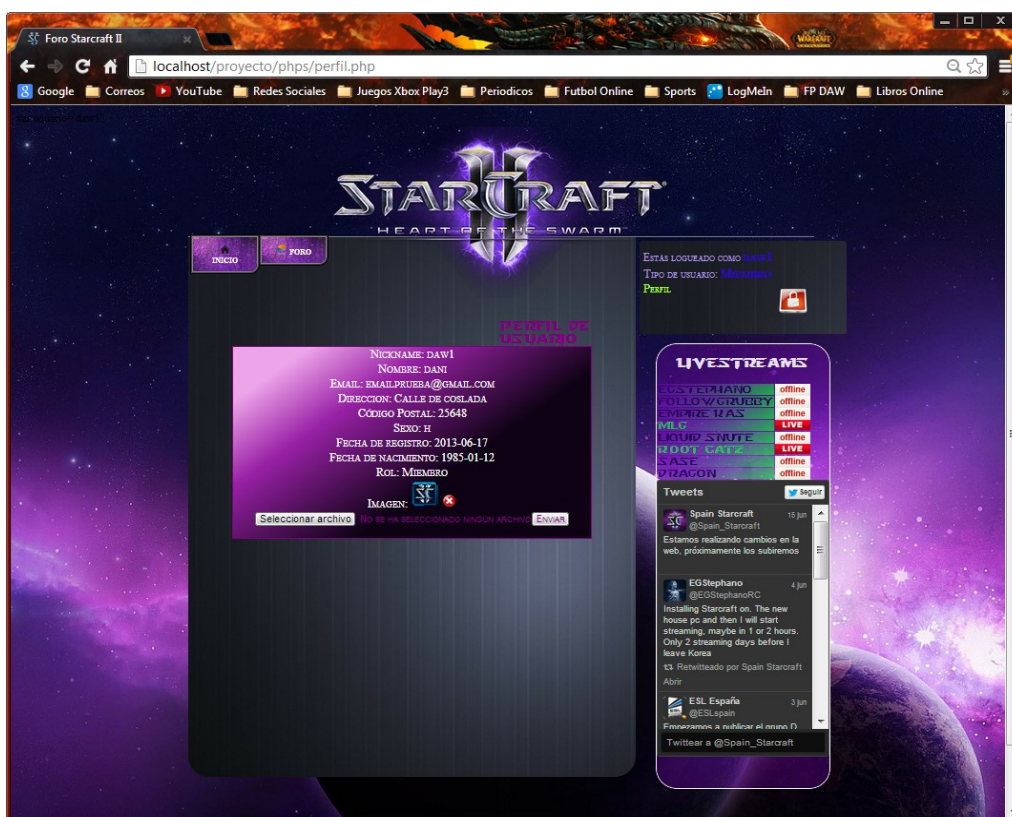 Foro Starcraft II
localhost/proyecto/phps/perfil.php
Google Correos YouTube Redes Sociales Juegos Xbox Play3 Periodicos Futbol Online Sports LogMeIn FP DAW Libros Online »
STARCRAFT II
HEART OF THE SWARM
INICIO
FORO
Estás logueado como daw1
Tipo de usuario: Miembro
Perfil
PERFIL DE
USUARIO
Nickname: daw1
Nombre: dani
Email: emailprueba@gmail.com
Direccion: Calle de coslada
Código Postal: 25648
Sexo: h
Fecha de registro: 2013-06-17
Fecha de nacimiento: 1985-01-12
Rol: Miembro
Imagen:
Seleccionar archivo No se ha seleccionado ningún archivo Enviar
LIVESTREAMS
EGSTEPHANO offline
FOLLOWGRUBBY offline
EMPIRE KAS offline
MLG LIVE
LIQUID SNUTE offline
ROOT CATZ LIVE
SASE offline
DRAGON offline
Tweets Seguir
Spain Starcraft 15 jun
@Spain_Starcraft
Estamos realizando cambios en la
web, próximamente los subiremos
EGStephano 4 jun
@EGStephanoRC
Installing Starcraft on. The new
house pc and then I will start
streaming, maybe in 1 or 2 hours.
Only 2 streaming days before I
leave Korea
Retwitteado por Spain Starcraft
Abrir
ESL España 3 jun
@ESLspain
Empezamos a publicar el grupo D
Twittear a @Spain_Starcraft